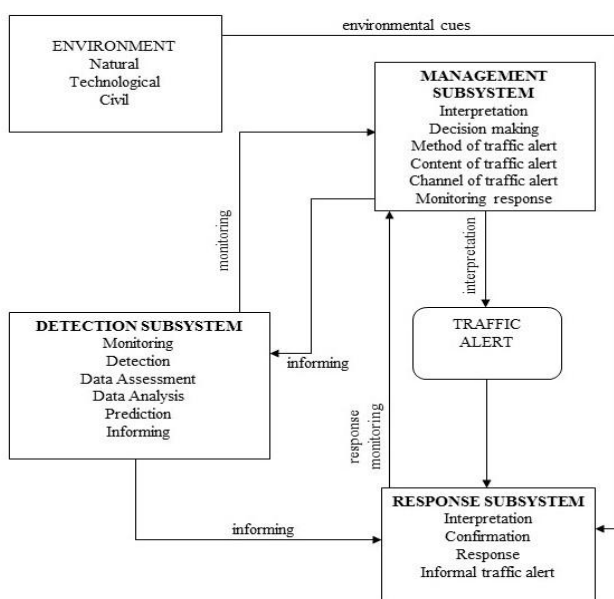 environmental cues
ENVIRONMENT
Natural
Technological
Civil
MANAGEMENT
SUBSYSTEM
Interpretation
Decision making
Method of traffic alert
Content of traffic alert
Channel of traffic alert
Monitoring response
monitoring
interpretation
TRAFFIC
ALERT
DETECTION SUBSYSTEM
Monitoring
Detection
Data Assessment
Data Analysis
Prediction
Informing
informing
response
monitoring
RESPONSE SUBSYSTEM
Interpretation
Confirmation
Response
Informal traffic alert
informing